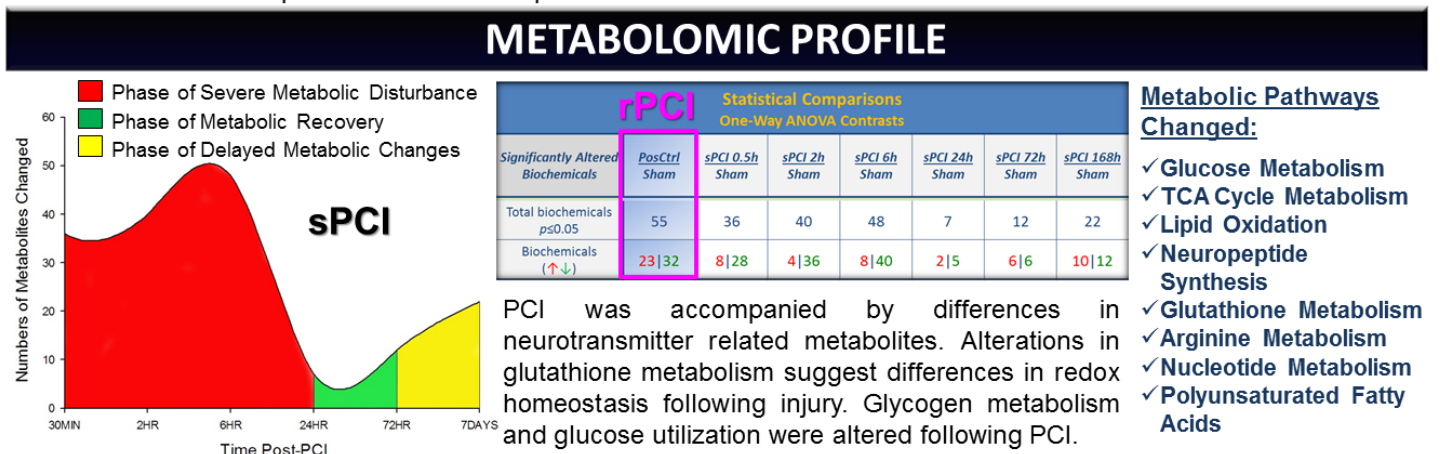 METABOLOMIC PROFILE
Phase of Severe Metabolic Disturbance
Phase of Metabolic Recovery
Phase of Delayed Metabolic Changes
Numbers of Metabolites Changed
60
50
40
30
20
10
0
sPCI
30MIN 2HR 6HR 24HR 72HR 7DAYS
Time Post-PCI
rPCI
Statistical Comparisons
One-Way ANOVA Contrasts
Significantly Altered Biochemicals PosCtrl Sham sPCI 0.5h Sham sPCI 2h Sham sPCI 6h Sham sPCI 24h Sham sPCI 72h Sham sPCI 168h Sham
Total biochemicals p≤0.05 55 36 40 48 7 12 22
Biochemicals (↑↓) 23|32 8|28 4|36 8|40 2|5 6|6 10|12
PCI was accompanied by differences in
neurotransmitter related metabolites. Alterations in
glutathione metabolism suggest differences in redox
homeostasis following injury. Glycogen metabolism
and glucose utilization were altered following PCI.
Metabolic Pathways
Changed:
✓Glucose Metabolism
✓TCA Cycle Metabolism
✓Lipid Oxidation
✓Neuropeptide
Synthesis
✓Glutathione Metabolism
✓Arginine Metabolism
✓Nucleotide Metabolism
✓Polyunsaturated Fatty
Acids